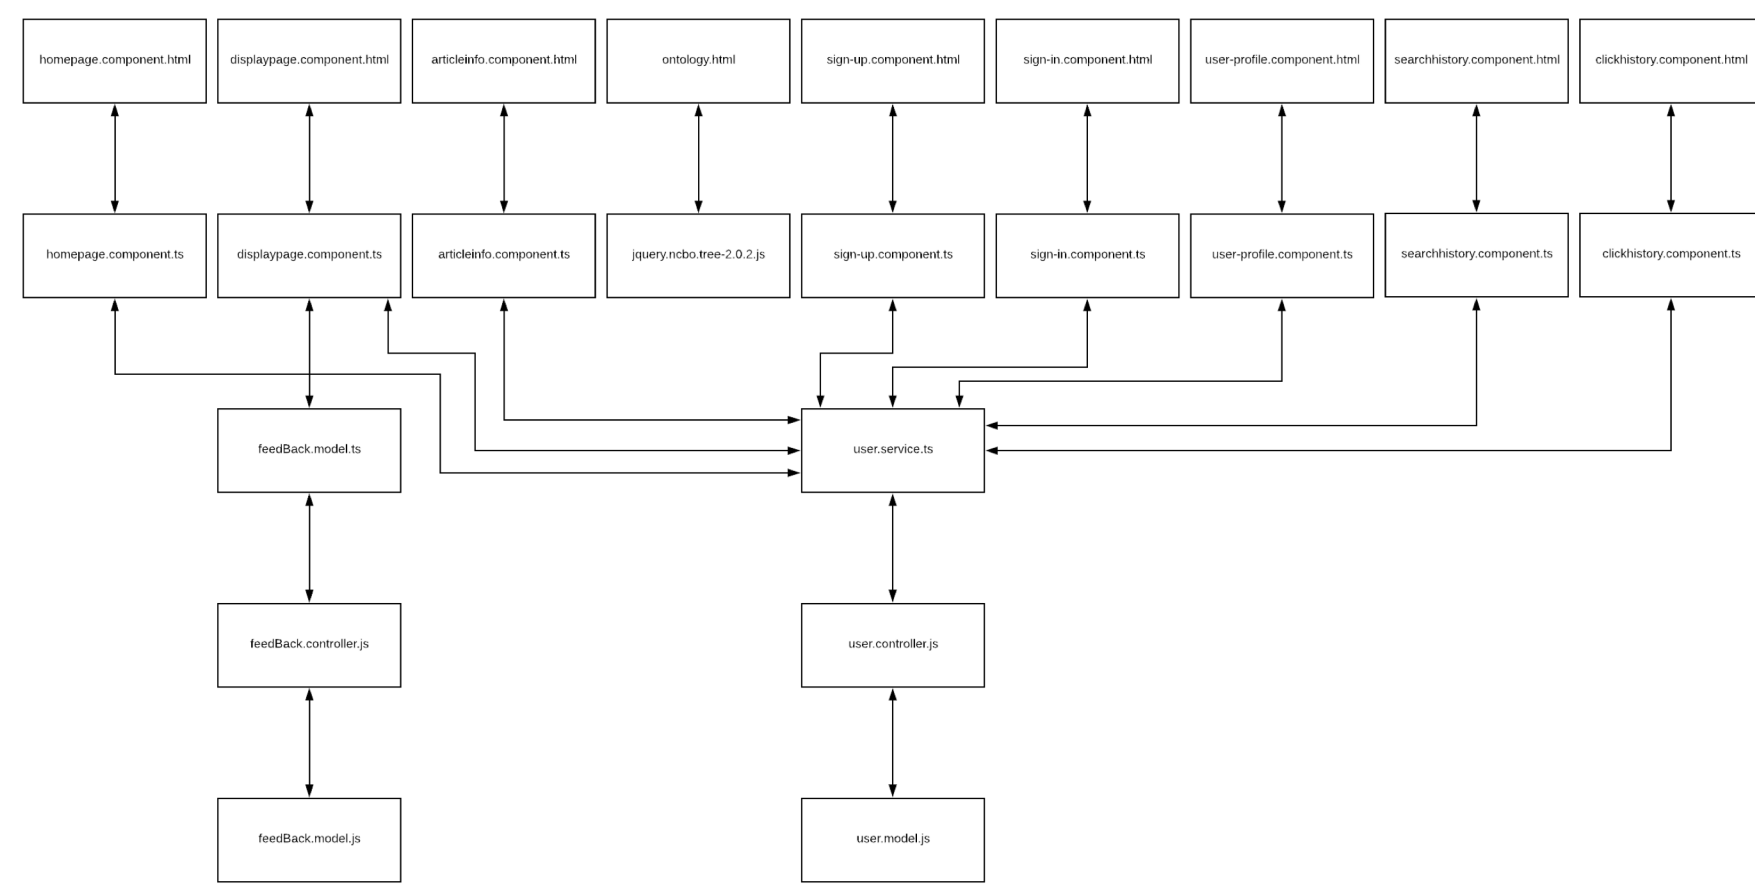 homepage.component.html
displaypage.component.html
articleinfo.component.html
ontology.html
sign-up.component.html
sign-in.component.html
user-profile.component.html
searchhistory.component.html
clickhistory.component.html
homepage.component.ts
displaypage.component.ts
articleinfo.component.ts
jquery.ncbo.tree-2.0.2.js
sign-up.component.ts
sign-in.component.ts
user-profile.component.ts
searchhistory.component.ts
clickhistory.component.ts
feedBack.model.ts
user.service.ts
feedBack.controller.js
user.controller.js
feedBack.model.js
user.model.js